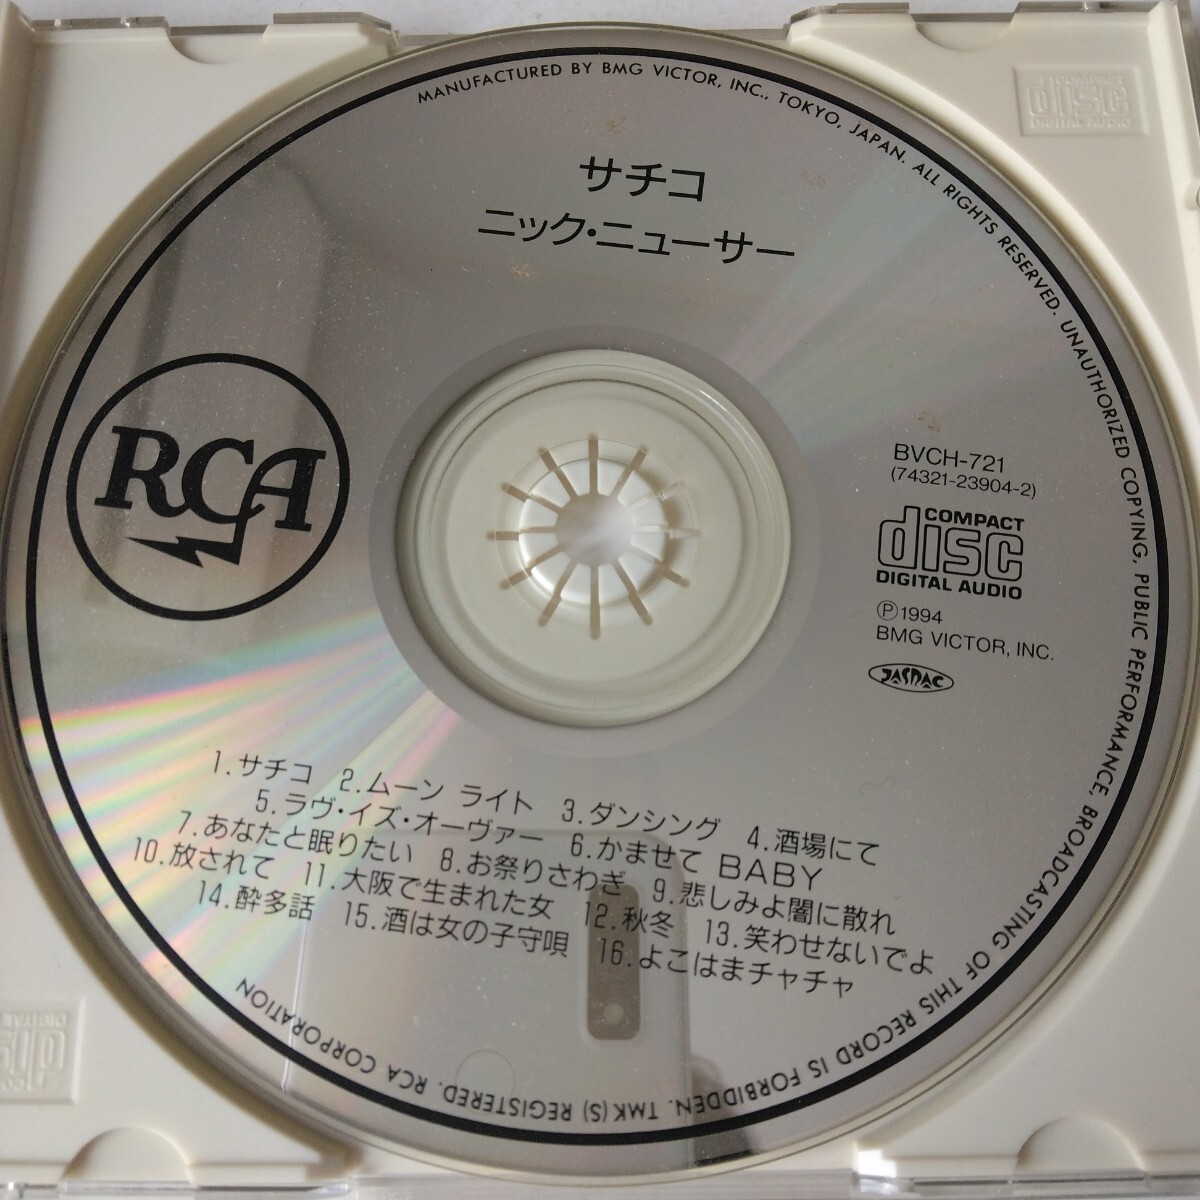 MANUFACTURED BY BMG VICTOR, INC., TOKYO, JAPAN. ALL RIGHTS RESERVED. UNAUTHORIZED COPYING, PUBLIC PERFORMANCE, BROADCASTING OF THIS RECORD IS FORBIDDEN. TMK(S) REGISTERED. RCA CORPORATION
サチコ
ニック・ニューサー
RCA
BVCH-721
(74321-23904-2)
COMPACT
disc
DIGITAL AUDIO
Ⓟ1994
BMG VICTOR, INC.
JASRAC
1.サチコ 2.ムーン ライト 3.ダンシング 4.酒場にて
5.ラヴ・イズ・オーヴァー 6.かませて BABY
7.あなたと眠りたい 8.お祭りさわぎ 9.悲しみよ闇に散れ
10.放されて 11.大阪で生まれた女 12.秋冬 13.笑わせないでよ
14.酔多話 15.酒は女の子守唄 16.よこはまチャチャ
COMPACT
disc
DIGITAL AUDIO
disc
DIGITAL